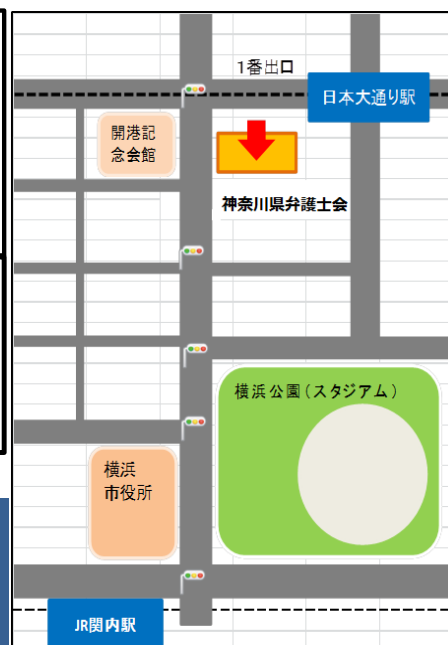 1番出口
日本大通り駅
開港記
念会館
神奈川県弁護士会
横浜公園(スタジアム)
横浜
市役所
JR関内駅